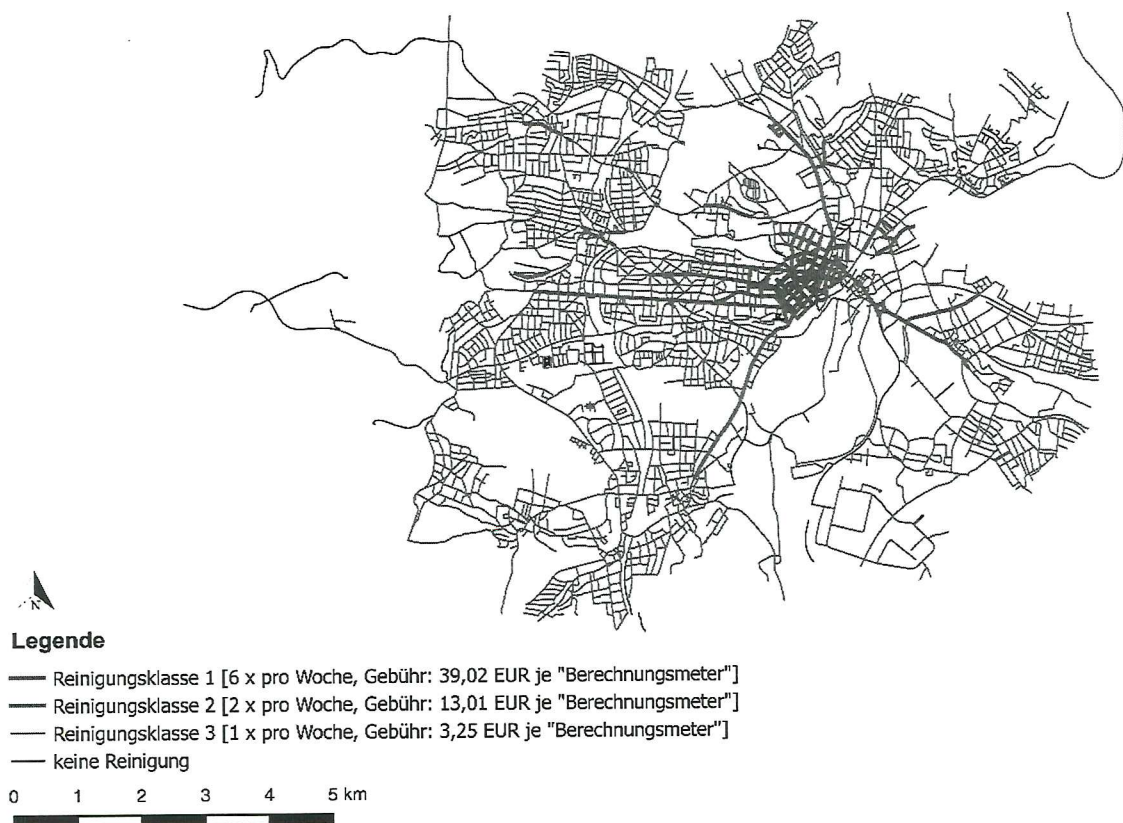 N
Legende
Reinigungsklasse 1 [6 x pro Woche, Gebühr: 39,02 EUR je "Berechnungsmeter"]
Reinigungsklasse 2 [2 x pro Woche, Gebühr: 13,01 EUR je "Berechnungsmeter"]
Reinigungsklasse 3 [1 x pro Woche, Gebühr: 3,25 EUR je "Berechnungsmeter"]
keine Reinigung
0 1 2 3 4 5 km